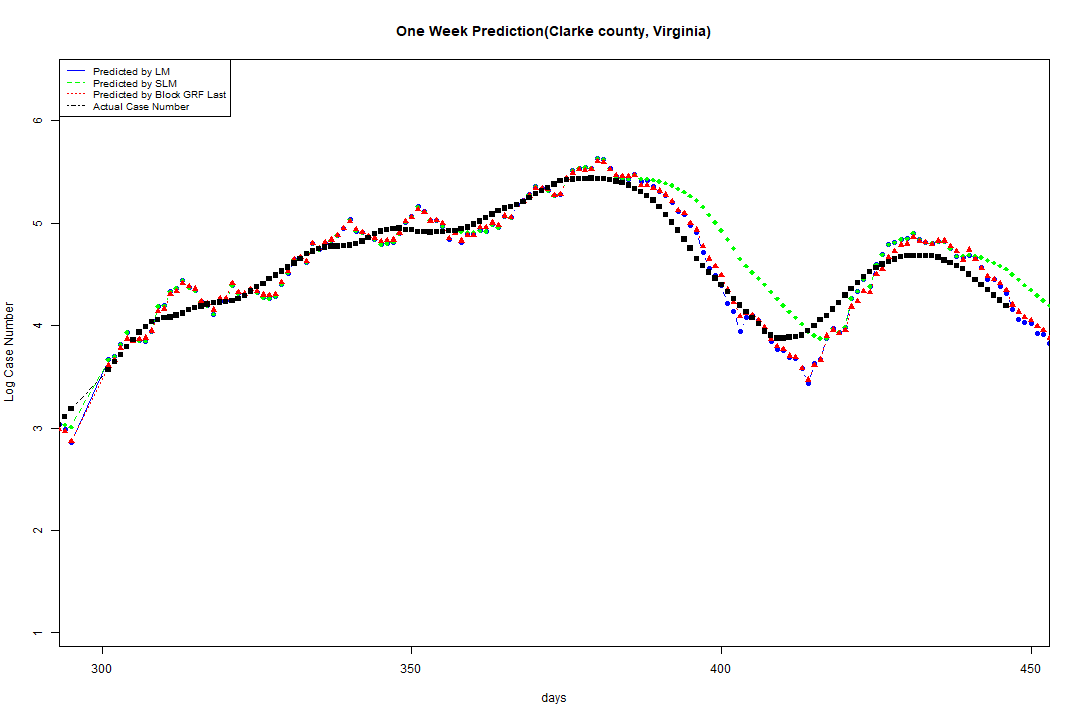 One Week Prediction(Clarke county, Virginia)
Predicted by LM
Predicted by SLM
Predicted by Block GRF Last
Actual Case Number
6
5
4
3
2
1
Log Case Number
300
350
400
450
days